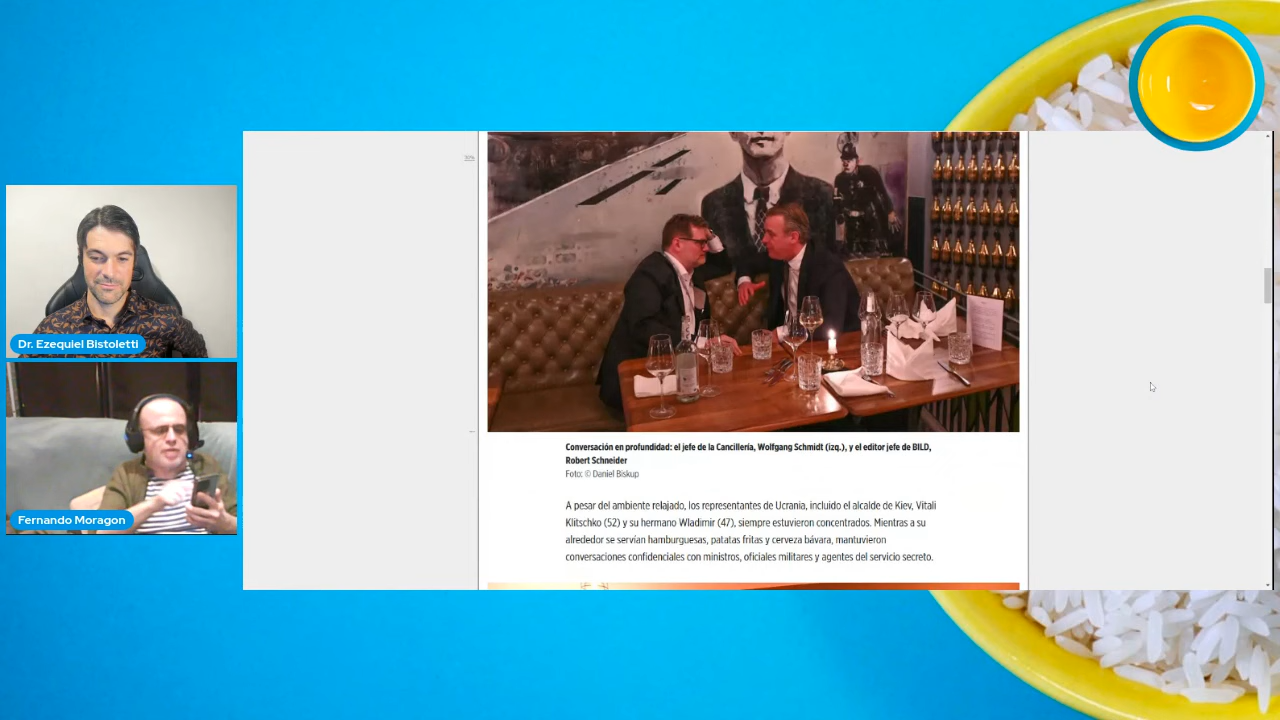 Dr. Ezequiel Bistoletti
Fernando Moragon
Conversación en profundidad: el jefe de la Cancillería, Wolfgang Schmidt (izq.), y el editor jefe de BILD,
Robert Schneider
Foto: © Daniel Biskup
A pesar del ambiente relajado, los representantes de Ucrania, incluido el alcalde de Kiev, Vitali
Klitschko (52) y su hermano Wladimir (47), siempre estuvieron concentrados. Mientras a su
alrededor se servían hamburguesas, patatas fritas y cerveza bávara, mantuvieron
conversaciones confidenciales con ministros, oficiales militares y agentes del servicio secreto.